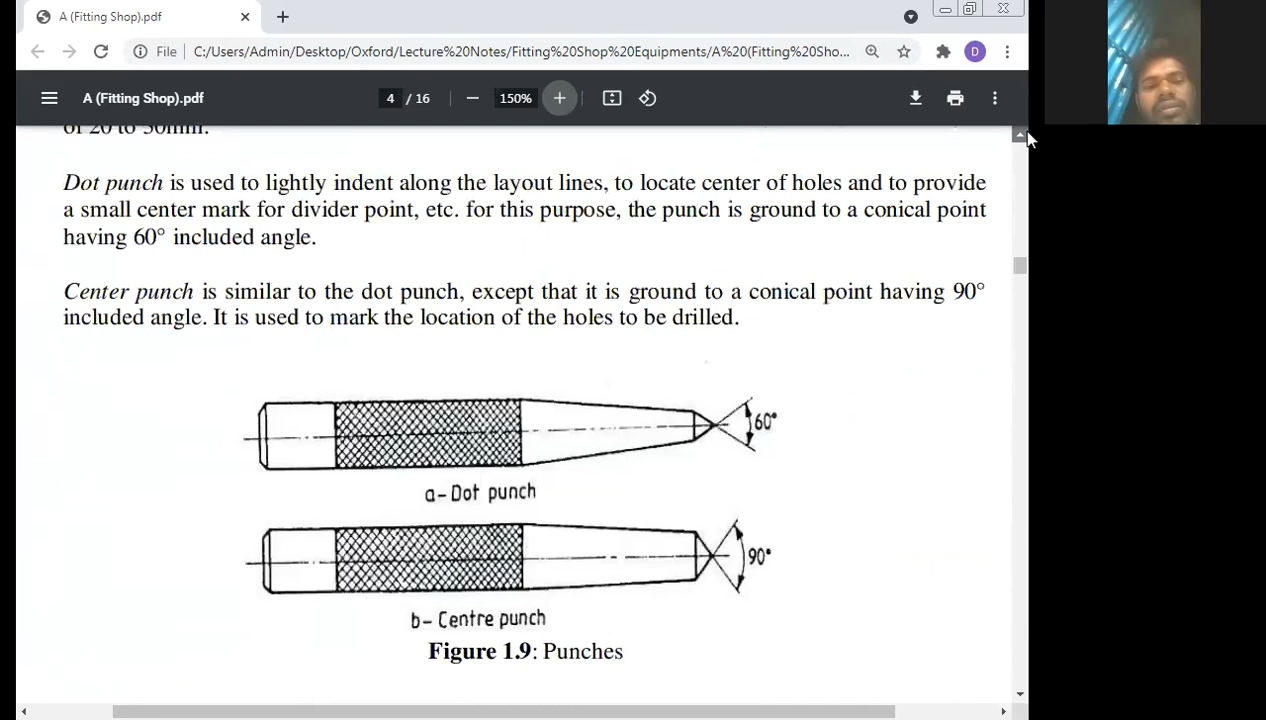 A (Fitting Shop).pdf
File C:/Users/Admin/Desktop/Oxford/Lecture%20Notes/Fitting%20Shop%20Equipments/A%20(Fitting%20Sho... D
A (Fitting Shop).pdf 4 / 16 150%
of 20 to 50mm.
Dot punch is used to lightly indent along the layout lines, to locate center of holes and to provide
a small center mark for divider point, etc. for this purpose, the punch is ground to a conical point
having 60° included angle.
Center punch is similar to the dot punch, except that it is ground to a conical point having 90°
included angle. It is used to mark the location of the holes to be drilled.
60°
a- Dot punch
90°
b- Centre punch
Figure 1.9: Punches